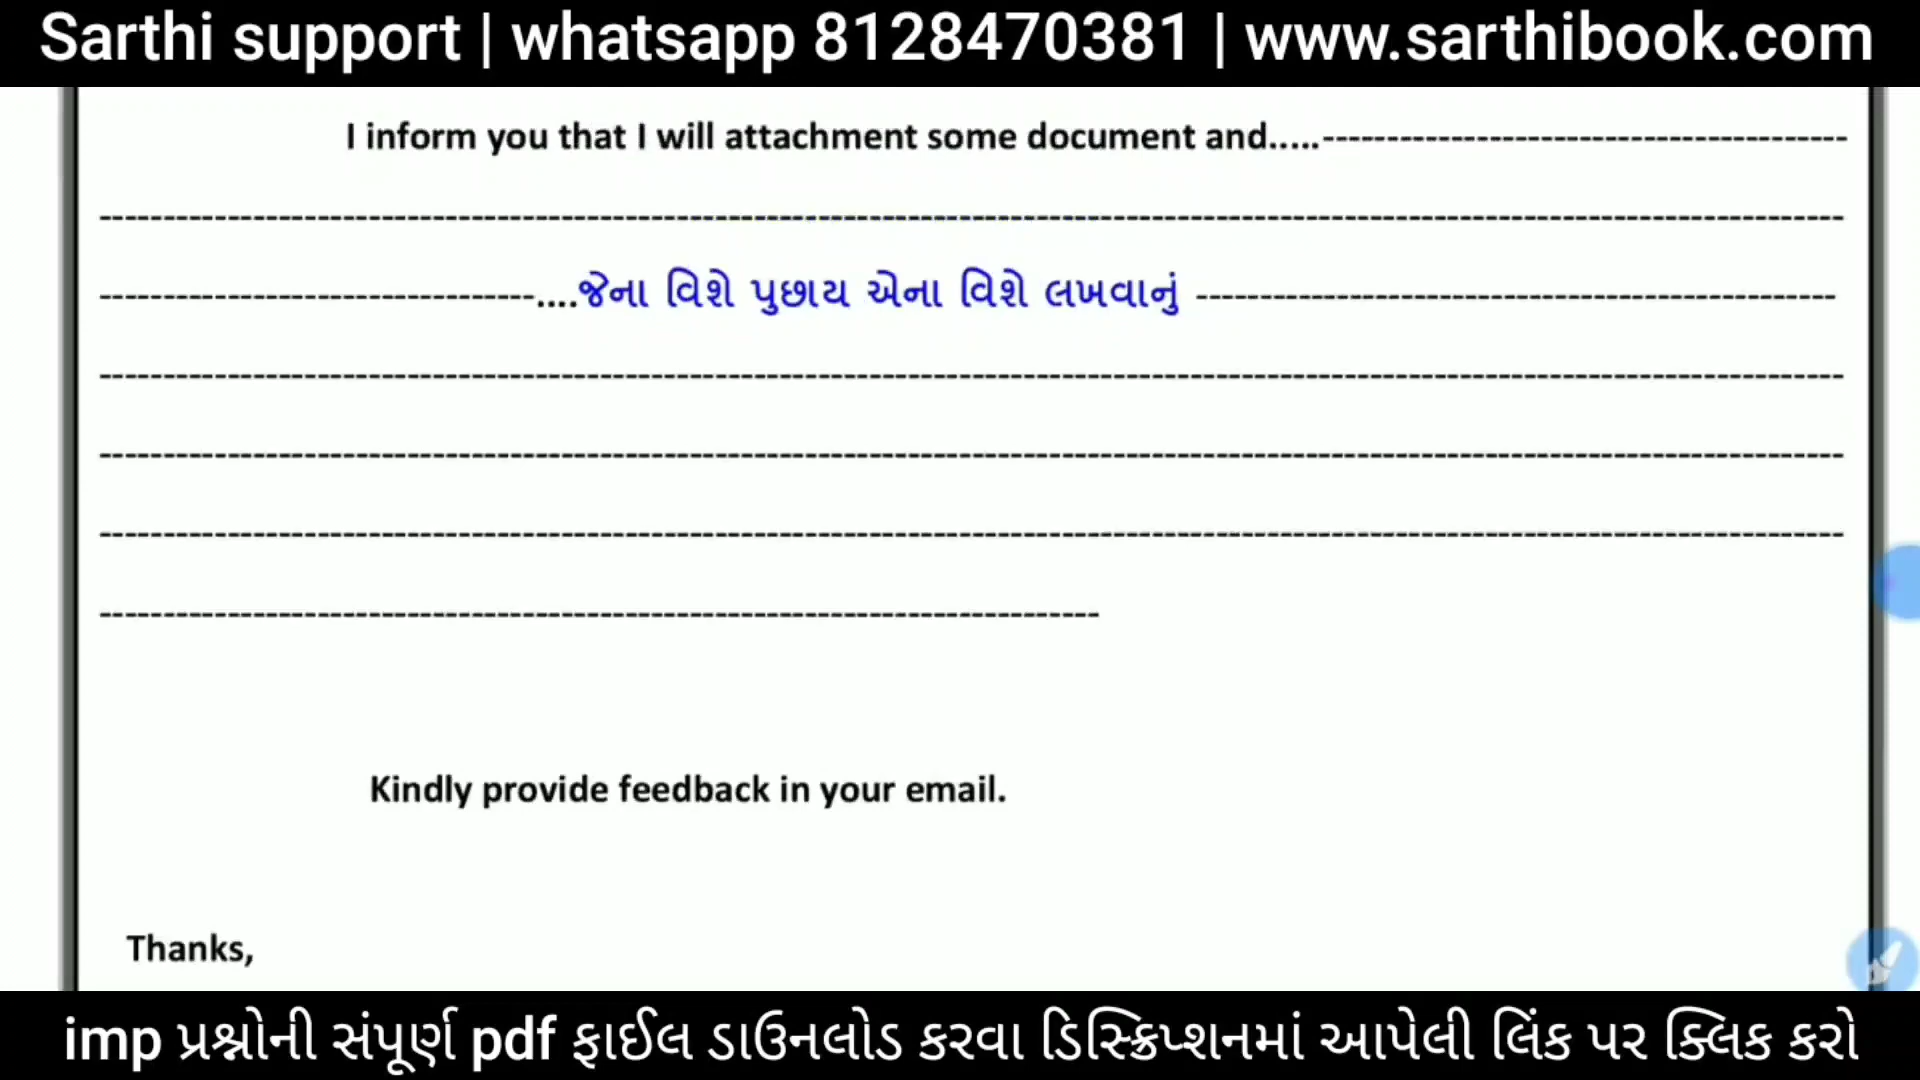 Sarthi support | whatsapp 8128470381 | www.sarthibook.com
I inform you that I will attachment some document and.....----------------------------------------
----------------------------------------------------------------------------------------------------------------------------------------
----------------------------------....જેના વિશે પુછાય એના વિશે લખવાનું --------------------------------------------------
----------------------------------------------------------------------------------------------------------------------------------------
----------------------------------------------------------------------------------------------------------------------------------------
----------------------------------------------------------------------------------------------------------------------------------------
------------------------------------------------------------------------------
Kindly provide feedback in your email.
Thanks,
imp પ્રશ્નોની સંપૂર્ણ pdf ફાઈલ ડાઉનલોડ કરવા ડિસ્ક્રિપ્શનમાં આપેલી લિંક પર ક્લિક કરો